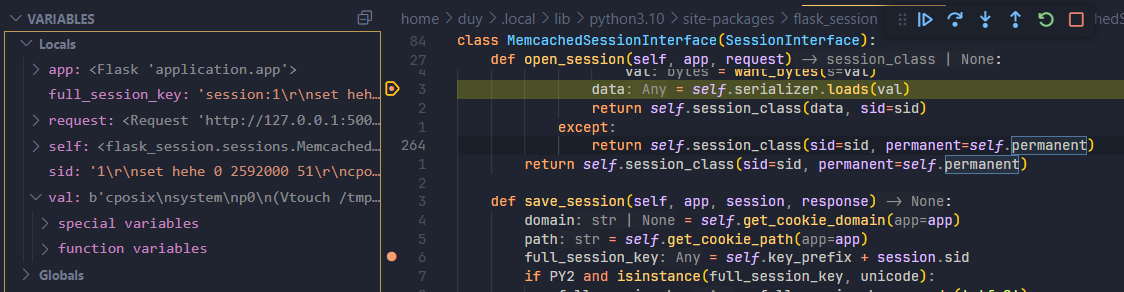 VARIABLES
Locals
app: <Flask 'application.app'>
full_session_key: 'session:1\r\nset heh…
request: <Request 'http://127.0.0.1:500…
self: <flask_session.sessions.Memcached…
sid: '1\r\nset hehe 0 2592000 51\r\ncpo…
val: b'cposix\nsystem\np0\n(Vtouch /tmp…
special variables
function variables
Globals
home > duy > .local > lib > python3.10 > site-packages > flask_session
hedS
84 class MemcachedSessionInterface(SessionInterface):
27 def open_session(self, app, request) -> session_class | None:
4 val: bytes = want_bytes(s=val)
3 data: Any = self.serializer.loads(val)
2 return self.session_class(data, sid=sid)
1 except:
264 return self.session_class(sid=sid, permanent=self.permanent)
1 return self.session_class(sid=sid, permanent=self.permanent)
2
3 def save_session(self, app, session, response) -> None:
4 domain: str | None = self.get_cookie_domain(app=app)
5 path: str = self.get_cookie_path(app=app)
6 full_session_key: Any = self.key_prefix + session.sid
7 if PY2 and isinstance(full_session_key, unicode):